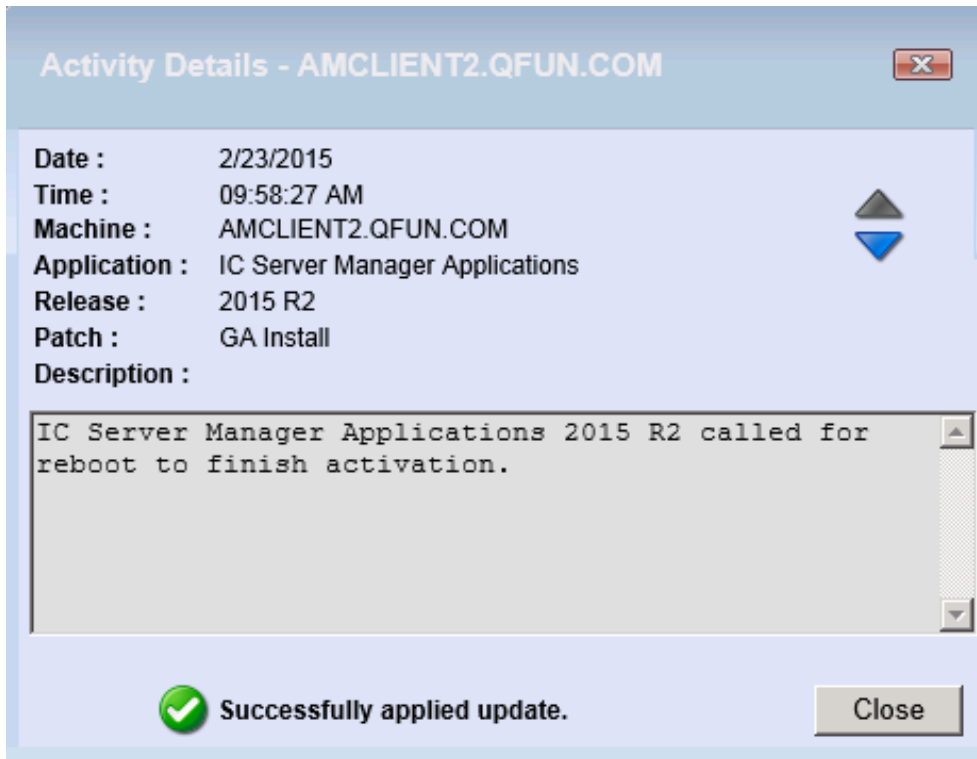 Activity Details - AMCLIENT2.QFUN.COM
Date : 2/23/2015
Time : 09:58:27 AM
Machine : AMCLIENT2.QFUN.COM
Application : IC Server Manager Applications
Release : 2015 R2
Patch : GA Install
Description :
IC Server Manager Applications 2015 R2 called for
reboot to finish activation.
Successfully applied update.
Close